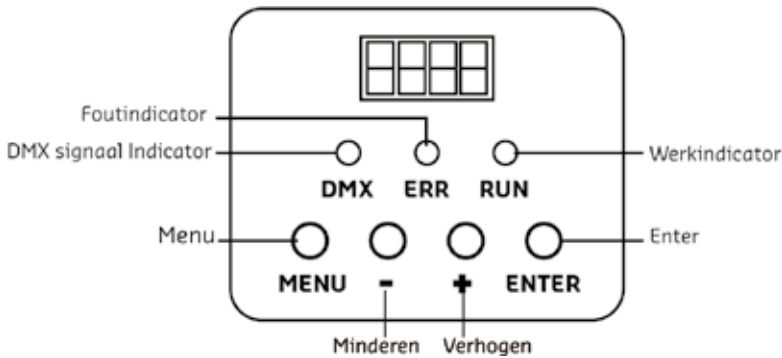 Foutindicator
DMX signaal Indicator
Werkindicator
DMX ERR RUN
Menu
Enter
MENU - + ENTER
Minderen Verhogen